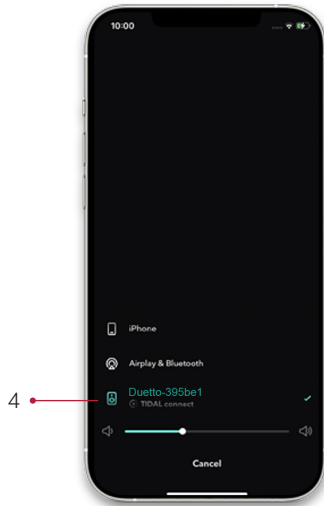 10:00
iPhone
Airplay & Bluetooth
4
Duetto-395be1
TIDAL connect
Cancel